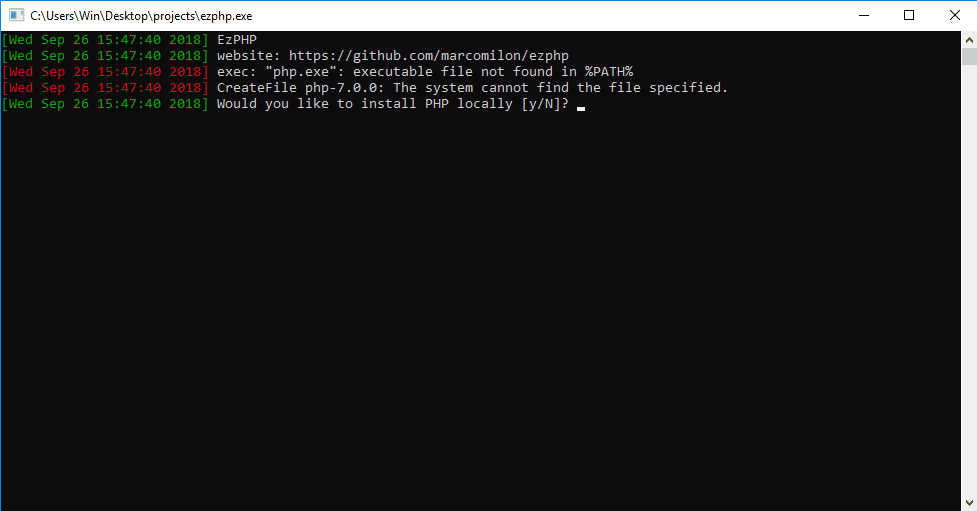 C:\Users\Win\Desktop\projects\ezphp.exe
[Wed Sep 26 15:47:40 2018] EzPHP
[Wed Sep 26 15:47:40 2018] website: https://github.com/marcomilon/ezphp
[Wed Sep 26 15:47:40 2018] exec: "php.exe": executable file not found in %PATH%
[Wed Sep 26 15:47:40 2018] CreateFile php-7.0.0: The system cannot find the file specified.
[Wed Sep 26 15:47:40 2018] Would you like to install PHP locally [y/N]?